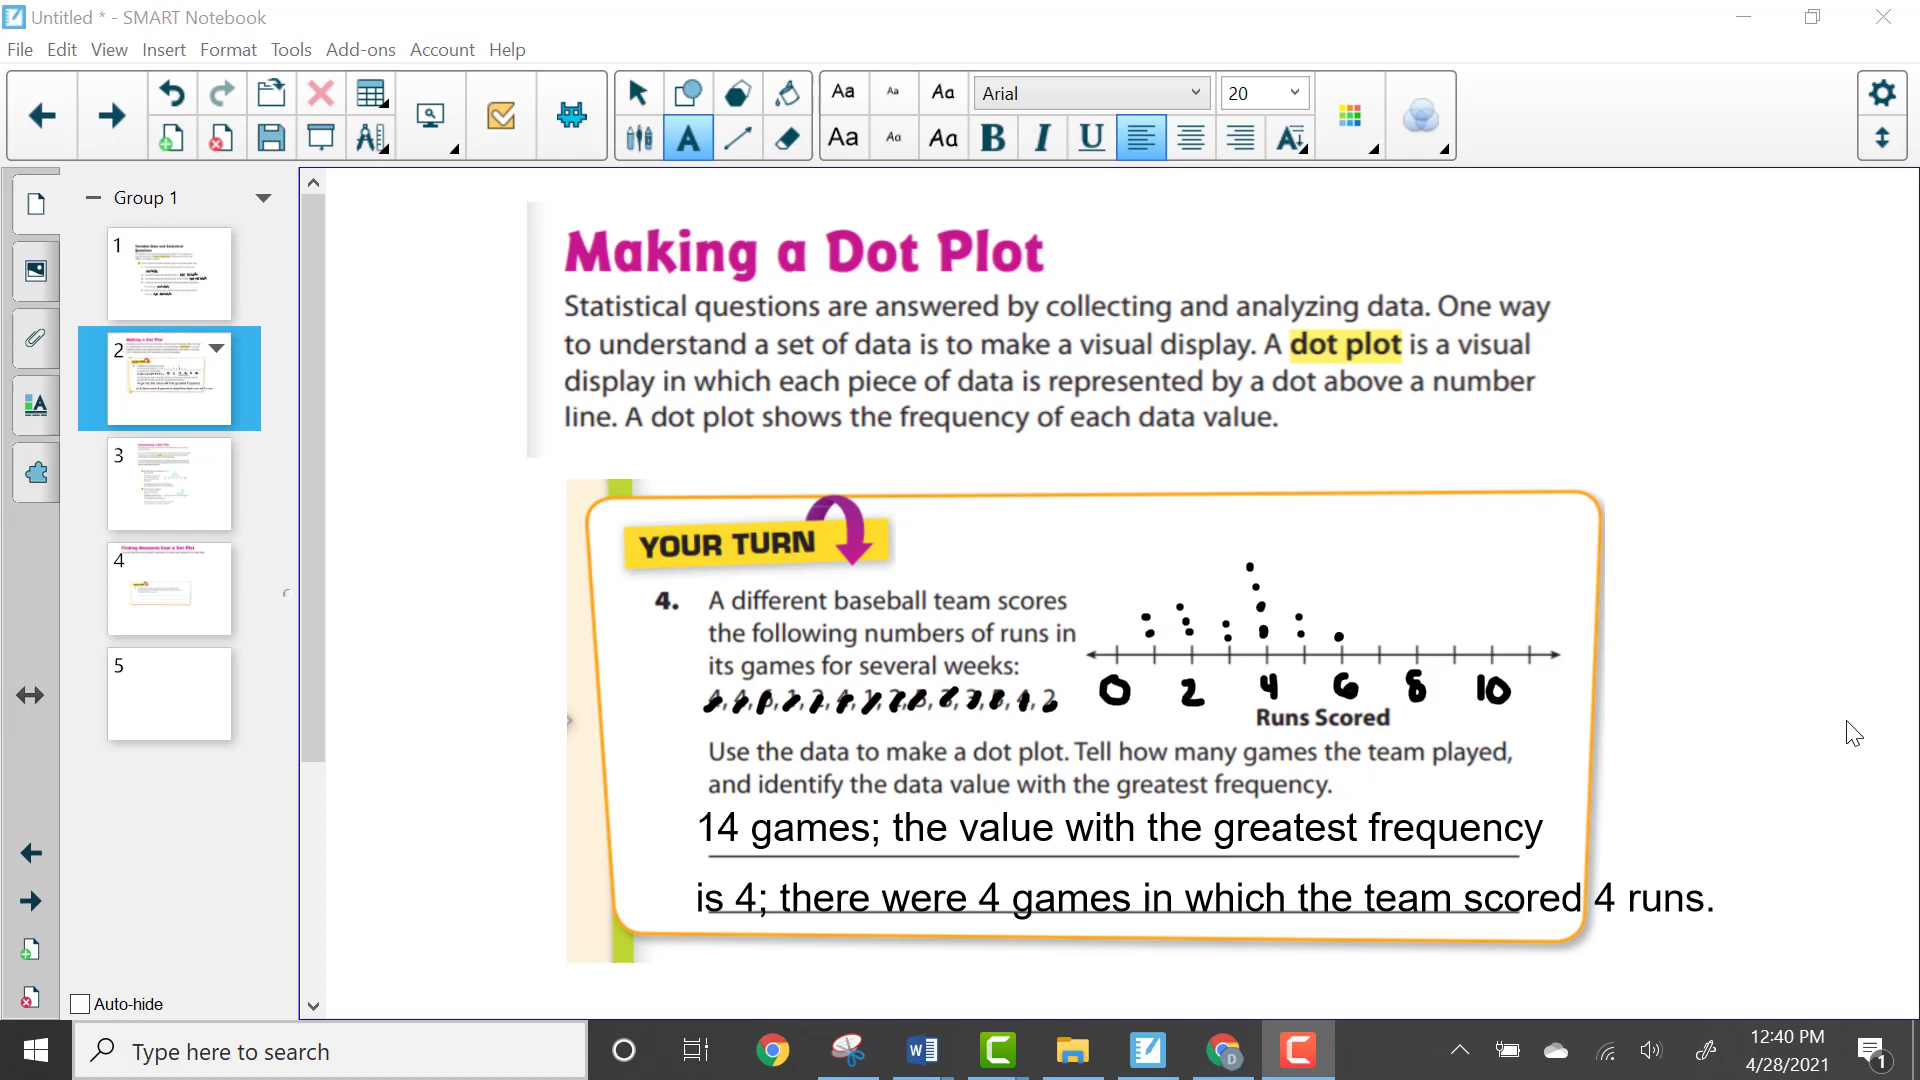 Untitled * - SMART Notebook
File Edit View Insert Format Tools Add-ons Account Help
Arial
20
Group 1
1
2
3
4
5
Auto-hide
Making a Dot Plot
Statistical questions are answered by collecting and analyzing data. One way
to understand a set of data is to make a visual display. A dot plot is a visual
display in which each piece of data is represented by a dot above a number
line. A dot plot shows the frequency of each data value.
YOUR TURN
4. A different baseball team scores
the following numbers of runs in
its games for several weeks:
0 2 4 6 8 10
Runs Scored
Use the data to make a dot plot. Tell how many games the team played,
and identify the data value with the greatest frequency.
14 games; the value with the greatest frequency
is 4; there were 4 games in which the team scored 4 runs.
Type here to search
12:40 PM
4/28/2021
1